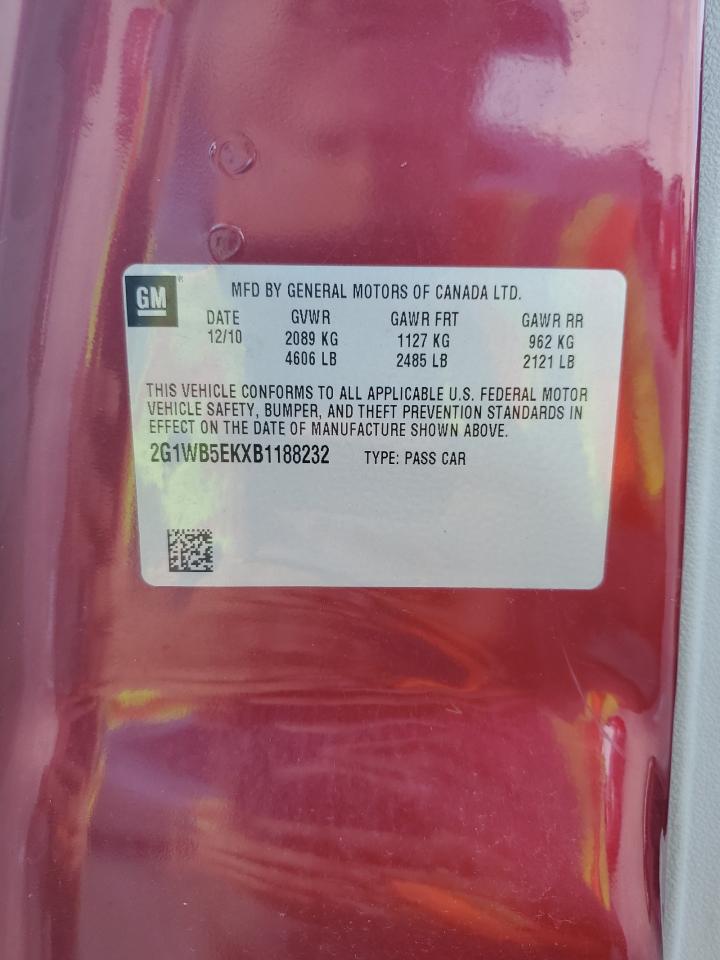 GM®
MFD BY GENERAL MOTORS OF CANADA LTD.
DATE GVWR GAWR FRT GAWR RR
12/10 2089 KG 1127 KG 962 KG
4606 LB 2485 LB 2121 LB
THIS VEHICLE CONFORMS TO ALL APPLICABLE U.S. FEDERAL MOTOR
VEHICLE SAFETY, BUMPER, AND THEFT PREVENTION STANDARDS IN
EFFECT ON THE DATE OF MANUFACTURE SHOWN ABOVE.
2G1WB5EKXB1188232 TYPE: PASS CAR